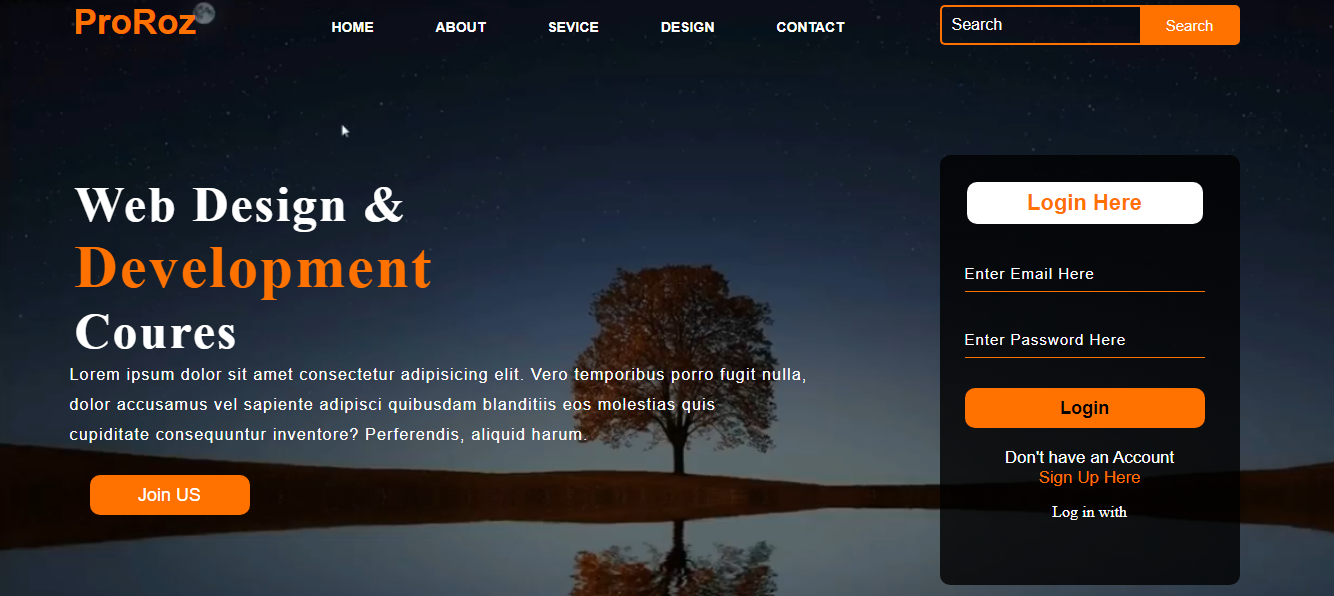 ProRoz
HOME ABOUT SEVICE DESIGN CONTACT
Search Search
Web Design &
Development
Coures
Lorem ipsum dolor sit amet consectetur adipisicing elit. Vero temporibus porro fugit nulla,
dolor accusamus vel sapiente adipisci quibusdam blanditiis eos molestias quis
cupiditate consequuntur inventore? Perferendis, aliquid harum.
Join US
Login Here
Enter Email Here
Enter Password Here
Login
Don't have an Account
Sign Up Here
Log in with